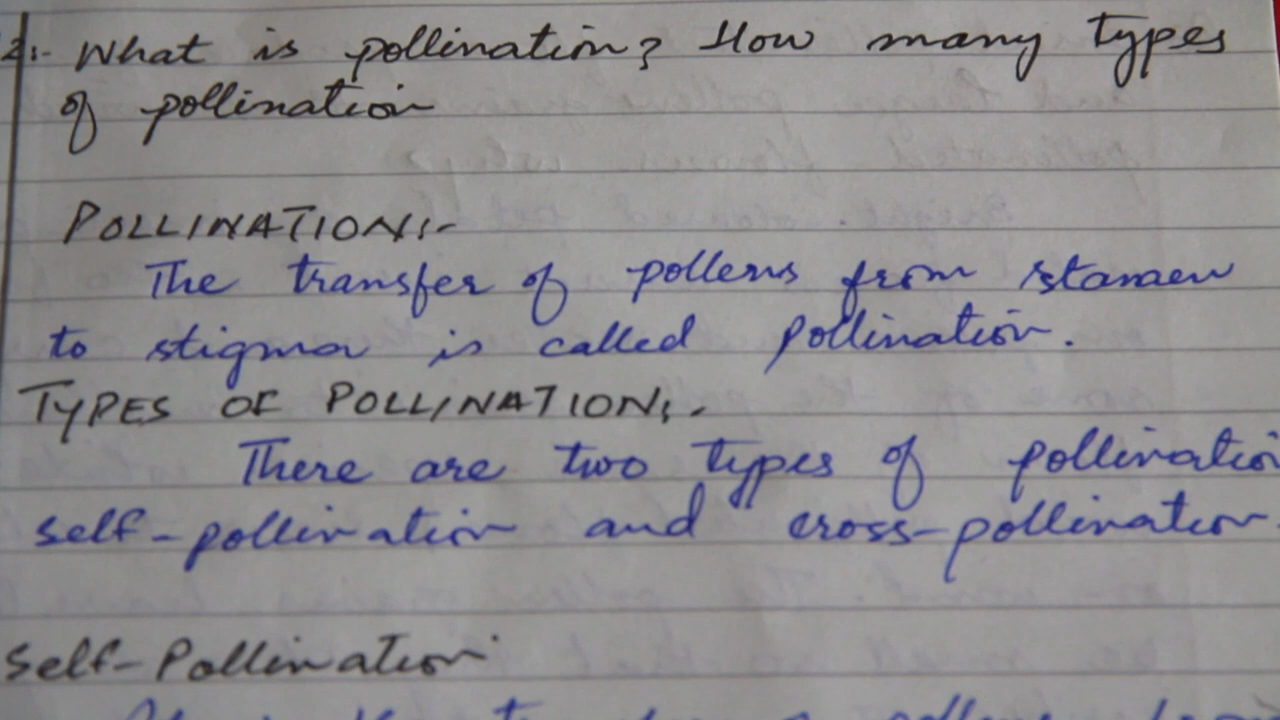 2:- What is pollination? How many types
of pollination
POLLINATION:-
The transfer of pollens from stamen
to stigma is called pollination.
TYPES OF POLLINATION:-
There are two types of pollination
self-pollination and cross-pollination
Self-Pollination